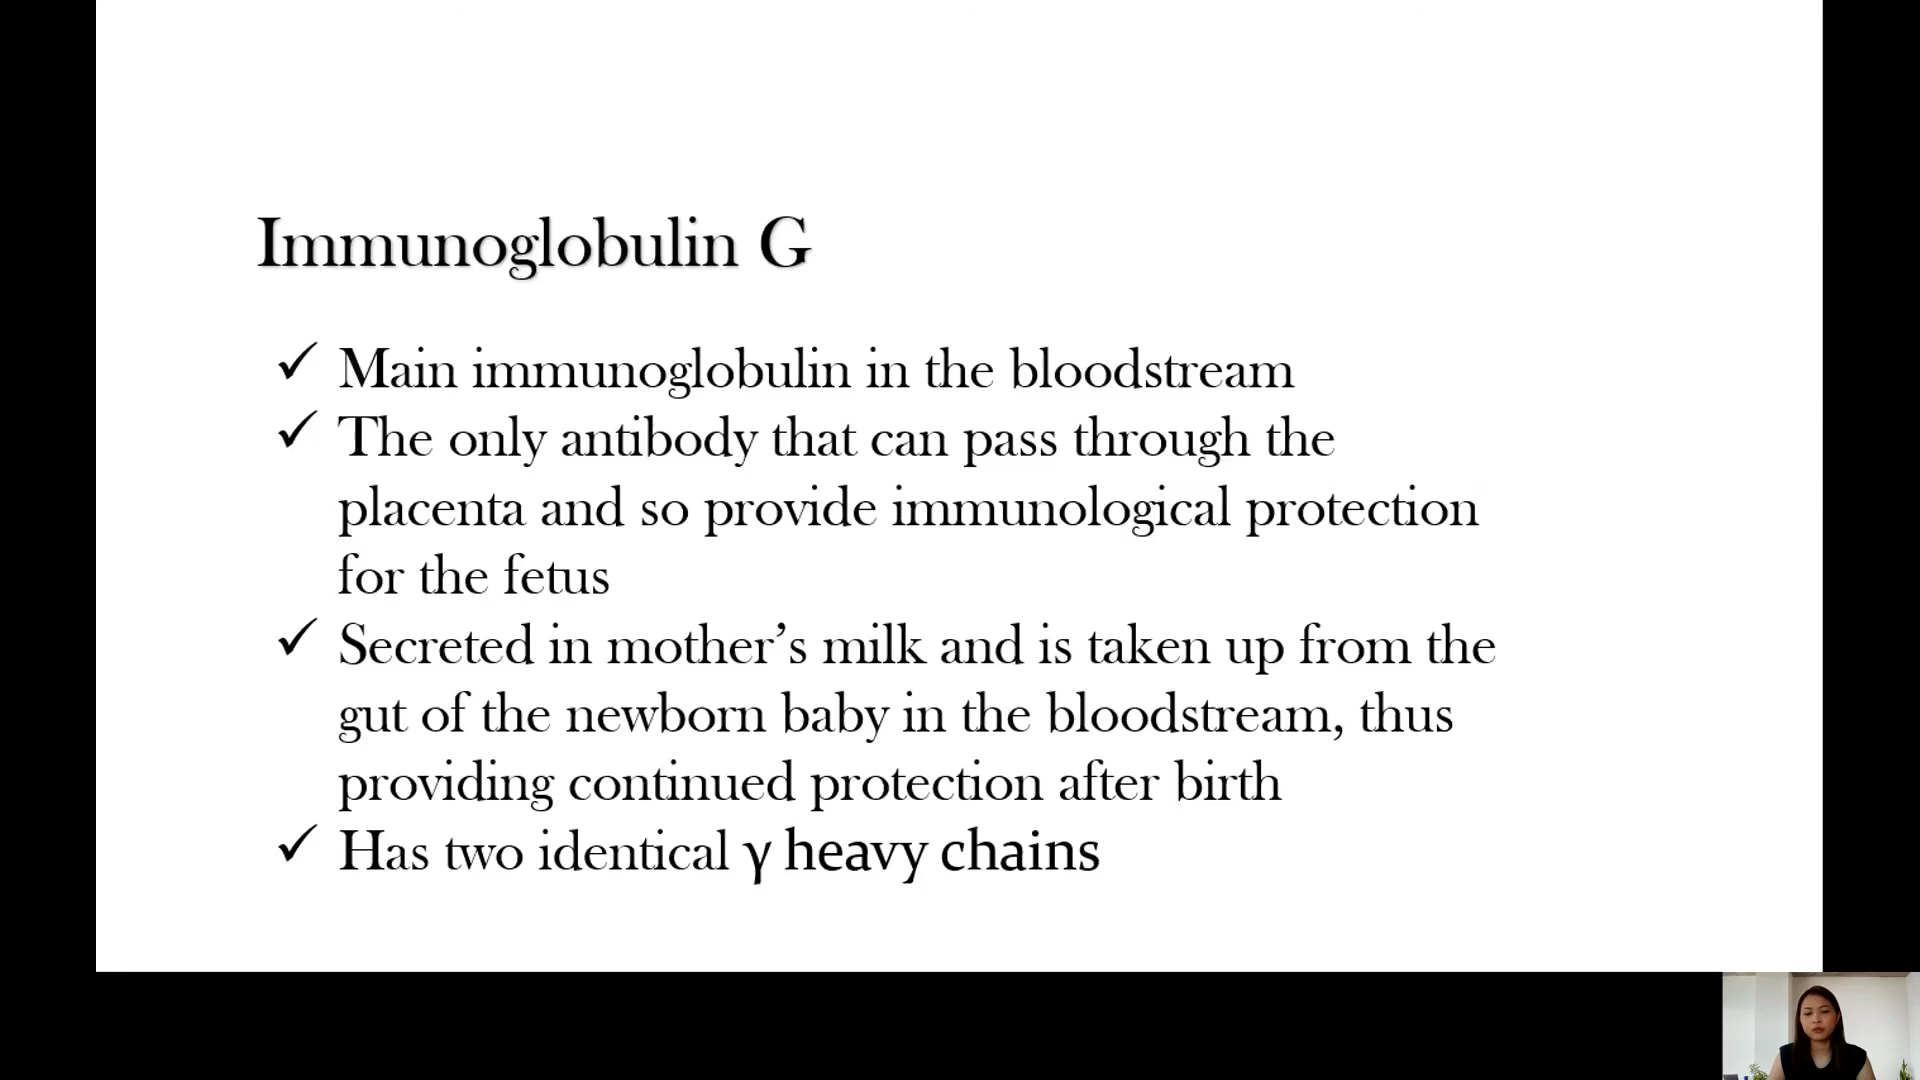 Immunoglobulin G
✓ Main immunoglobulin in the bloodstream
✓ The only antibody that can pass through the
placenta and so provide immunological protection
for the fetus
✓ Secreted in mother’s milk and is taken up from the
gut of the newborn baby in the bloodstream, thus
providing continued protection after birth
✓ Has two identical γ heavy chains